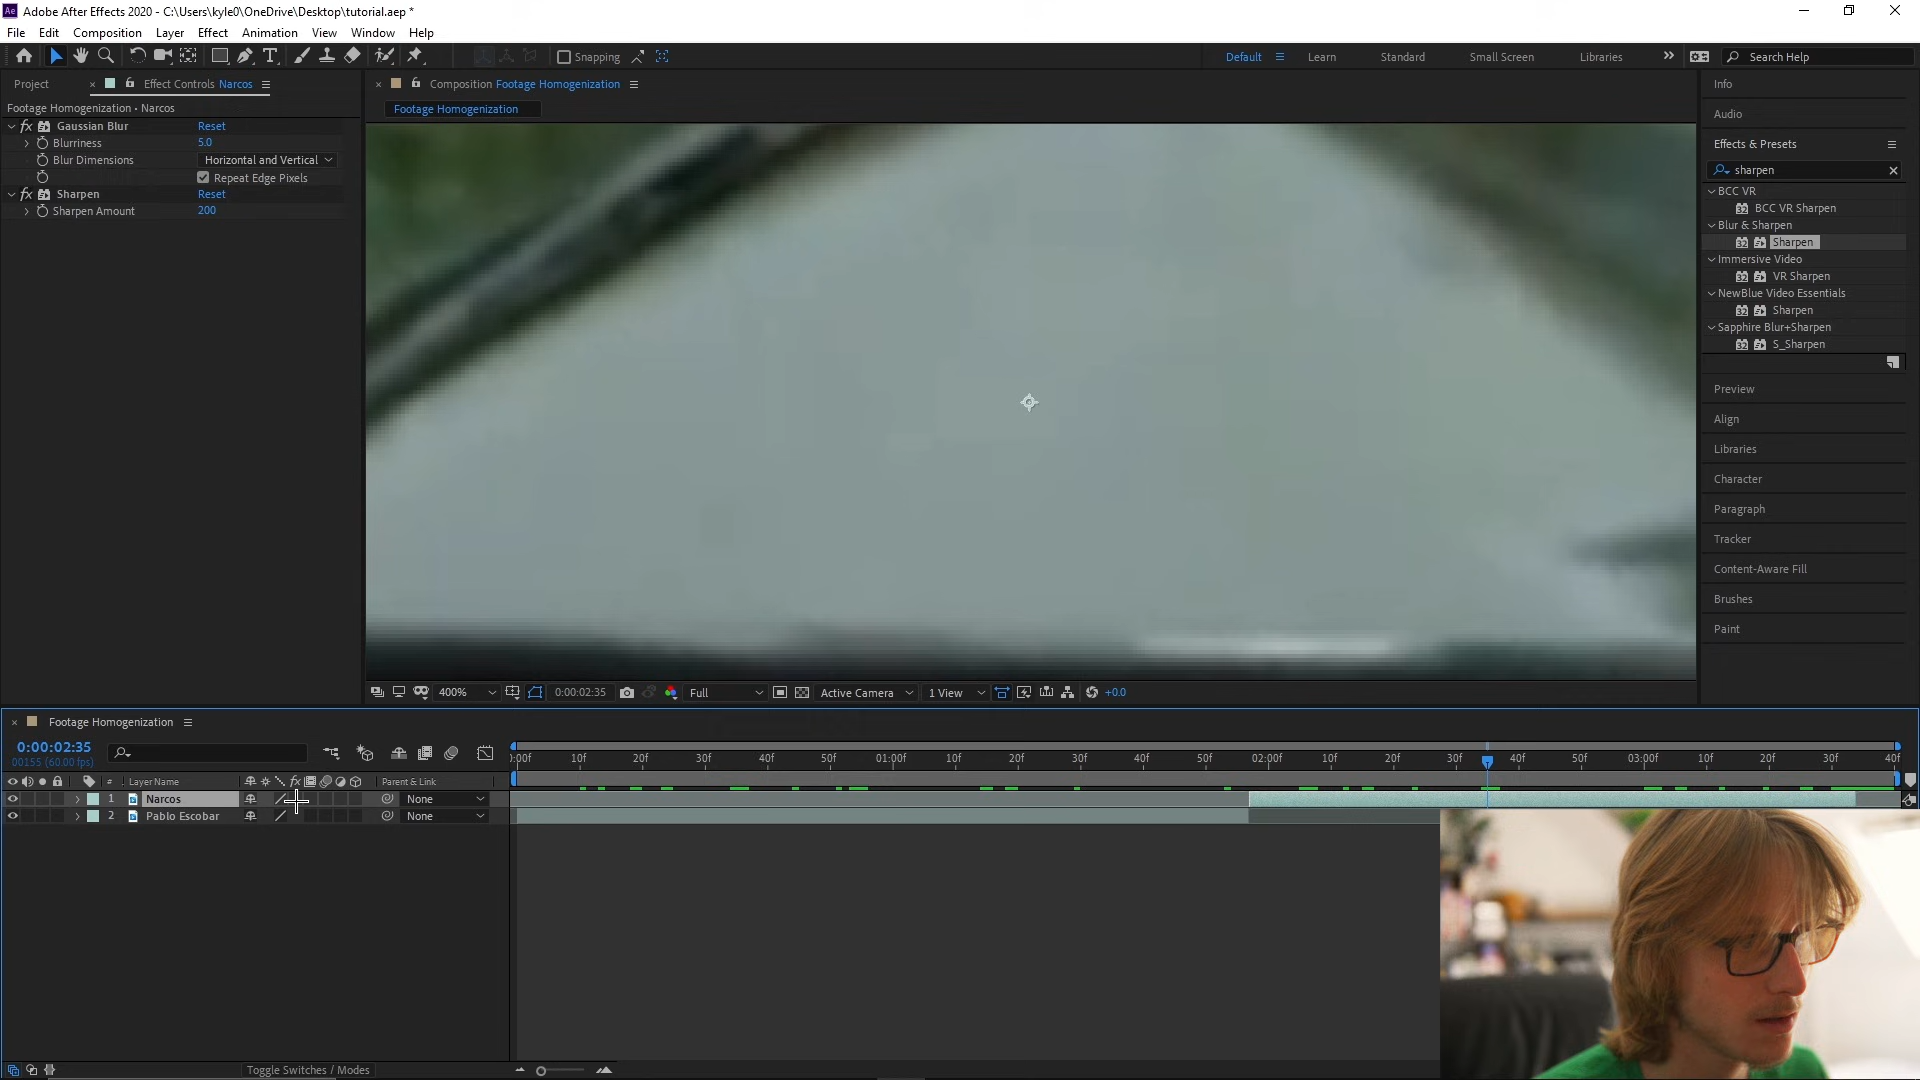 Adobe After Effects 2020 - C:\Users\kyle0\OneDrive\Desktop\tutorial.aep *
File Edit Composition Layer Effect Animation View Window Help
Snapping Default Learn Standard Small Screen Libraries Search Help
Project Effect Controls Narcos
Footage Homogenization • Narcos
fx Gaussian Blur Reset
Blurriness 5.0
Blur Dimensions Horizontal and Vertical
Repeat Edge Pixels
fx Sharpen Reset
Sharpen Amount 200
Composition Footage Homogenization
Footage Homogenization
400% 0:00:02:35 Full Active Camera 1 View +0.0
Info
Audio
Effects & Presets
sharpen
BCC VR
BCC VR Sharpen
Blur & Sharpen
Sharpen
Immersive Video
VR Sharpen
NewBlue Video Essentials
Sharpen
Sapphire Blur+Sharpen
S_Sharpen
Preview
Align
Libraries
Character
Paragraph
Tracker
Content-Aware Fill
Brushes
Paint
Footage Homogenization
0:00:02:35
00155 (60.00 fps)
):00f 10f 20f 30f 40f 50f 01:00f 10f 20f 30f 40f 50f 02:00f 10f 20f 30f 40f 50f 03:00f 10f 20f 30f 40f
# Layer Name fx Parent & Link
1 Narcos None
2 Pablo Escobar None
Toggle Switches / Modes